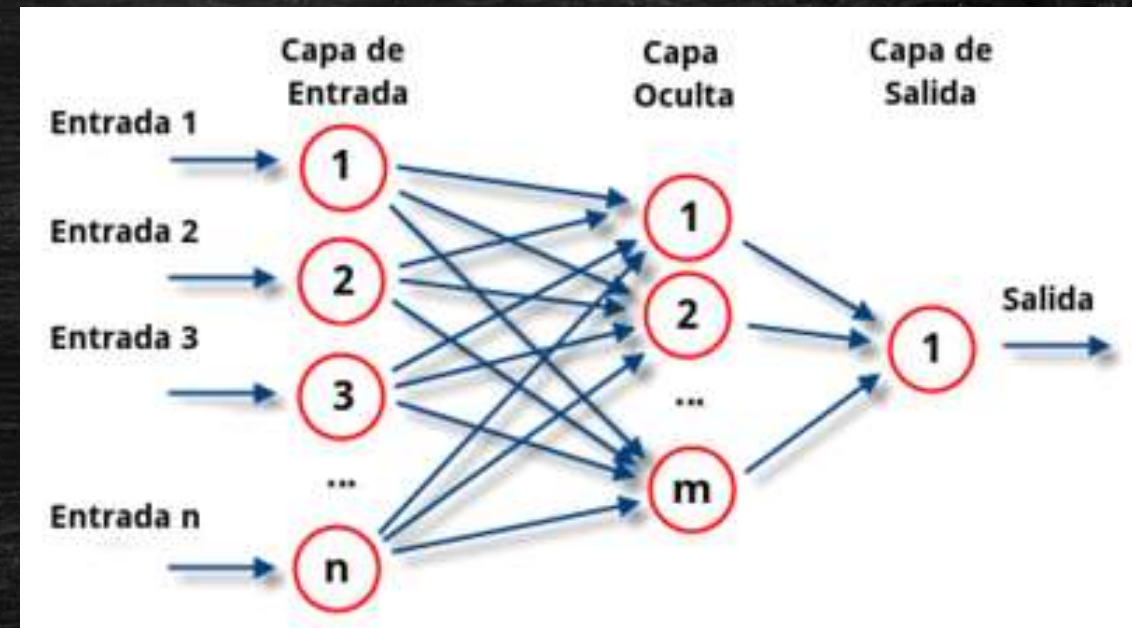 Capa de
Entrada
Capa
Oculta
Capa de
Salida
Entrada 1
1
Entrada 2
2
Entrada 3
3
...
Entrada n
n
1
2
...
m
1
Salida